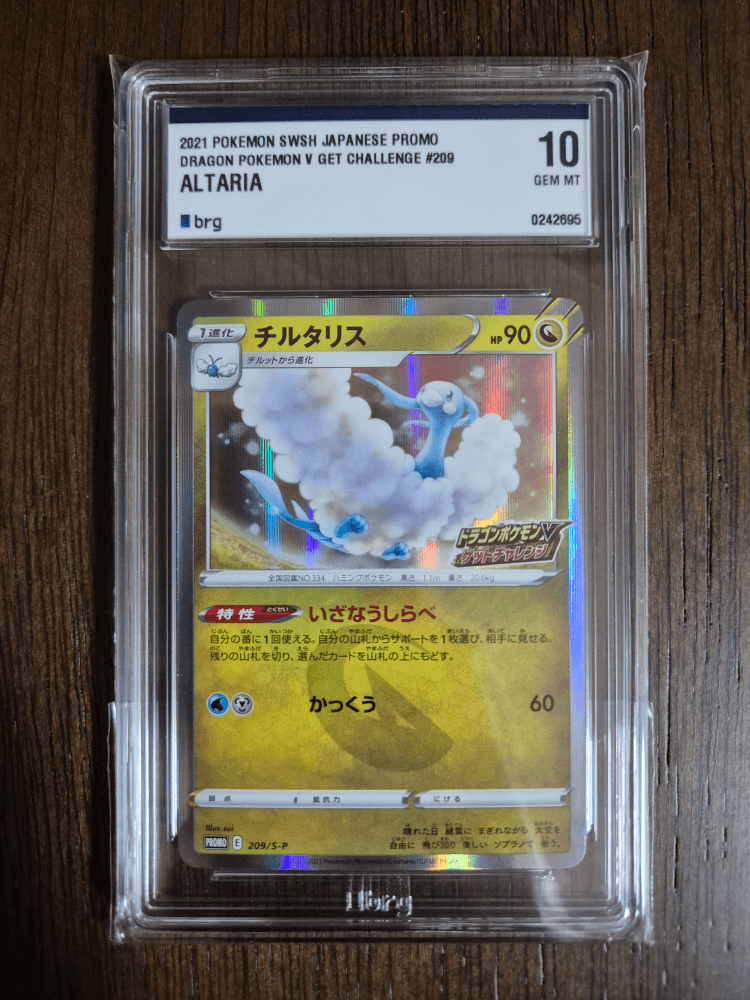 2021 POKEMON SWSH JAPANESE PROMO
DRAGON POKEMON V GET CHALLENGE #209
ALTARIA
10
GEM MT
brg
0242695
1進化
チルタリス
HP90
チルットから進化
ドラゴンポケモンV
ゲットチャレンジ
全国図鑑NO.334 ハミングポケモン 高さ:1.1m 重さ:20.6kg
特性 とくせい いざなうしらべ
自分の番に1回使える。自分の山札からサポートを1枚選び、相手に見せる。
残りの山札を切り、選んだカードを山札の上にもどす。
かっくう 60
弱点 抵抗力 にげる
Illus.sui
晴れた日 綿雲に まぎれながら 大空を
自由に 飛び回り 美しい ソプラノで 歌う。
PROMO E 209/S-P
brg